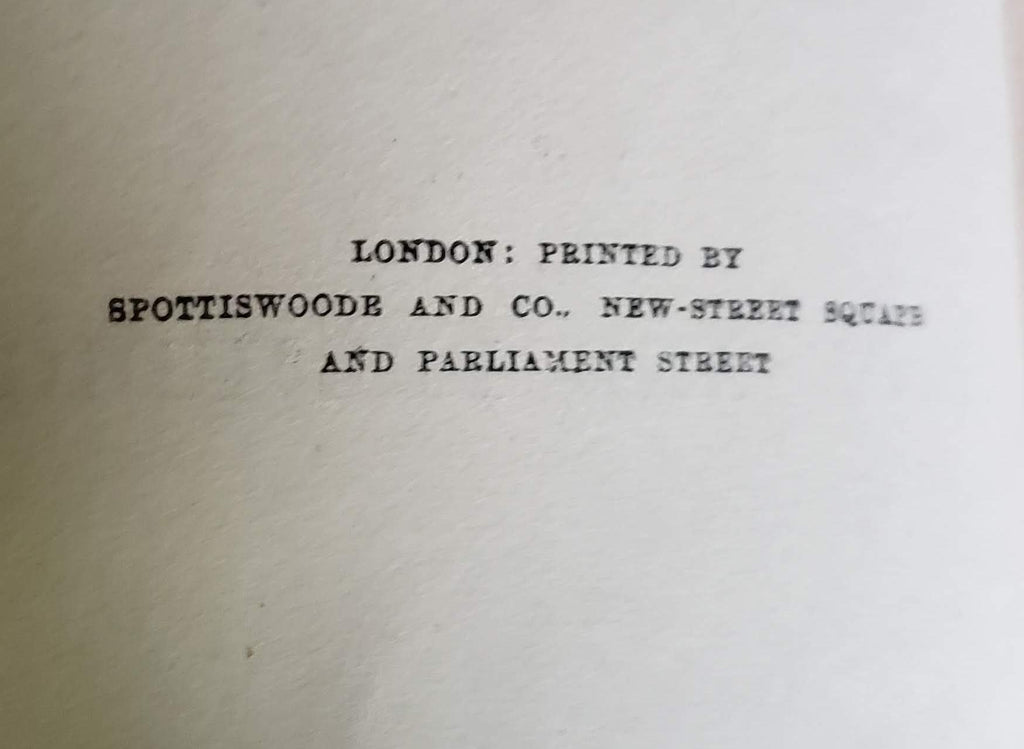 LONDON: PRINTED BY
SPOTTISWOODE AND CO., NEW-STREET SQUARE
AND PARLIAMENT STREET